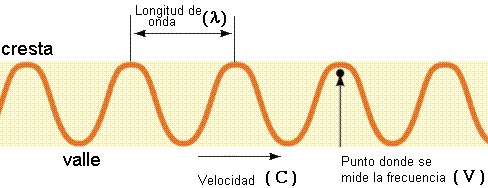 Longitud de
onda (λ)
cresta
valle
Velocidad (C)
Punto donde se
mide la frecuencia (V)